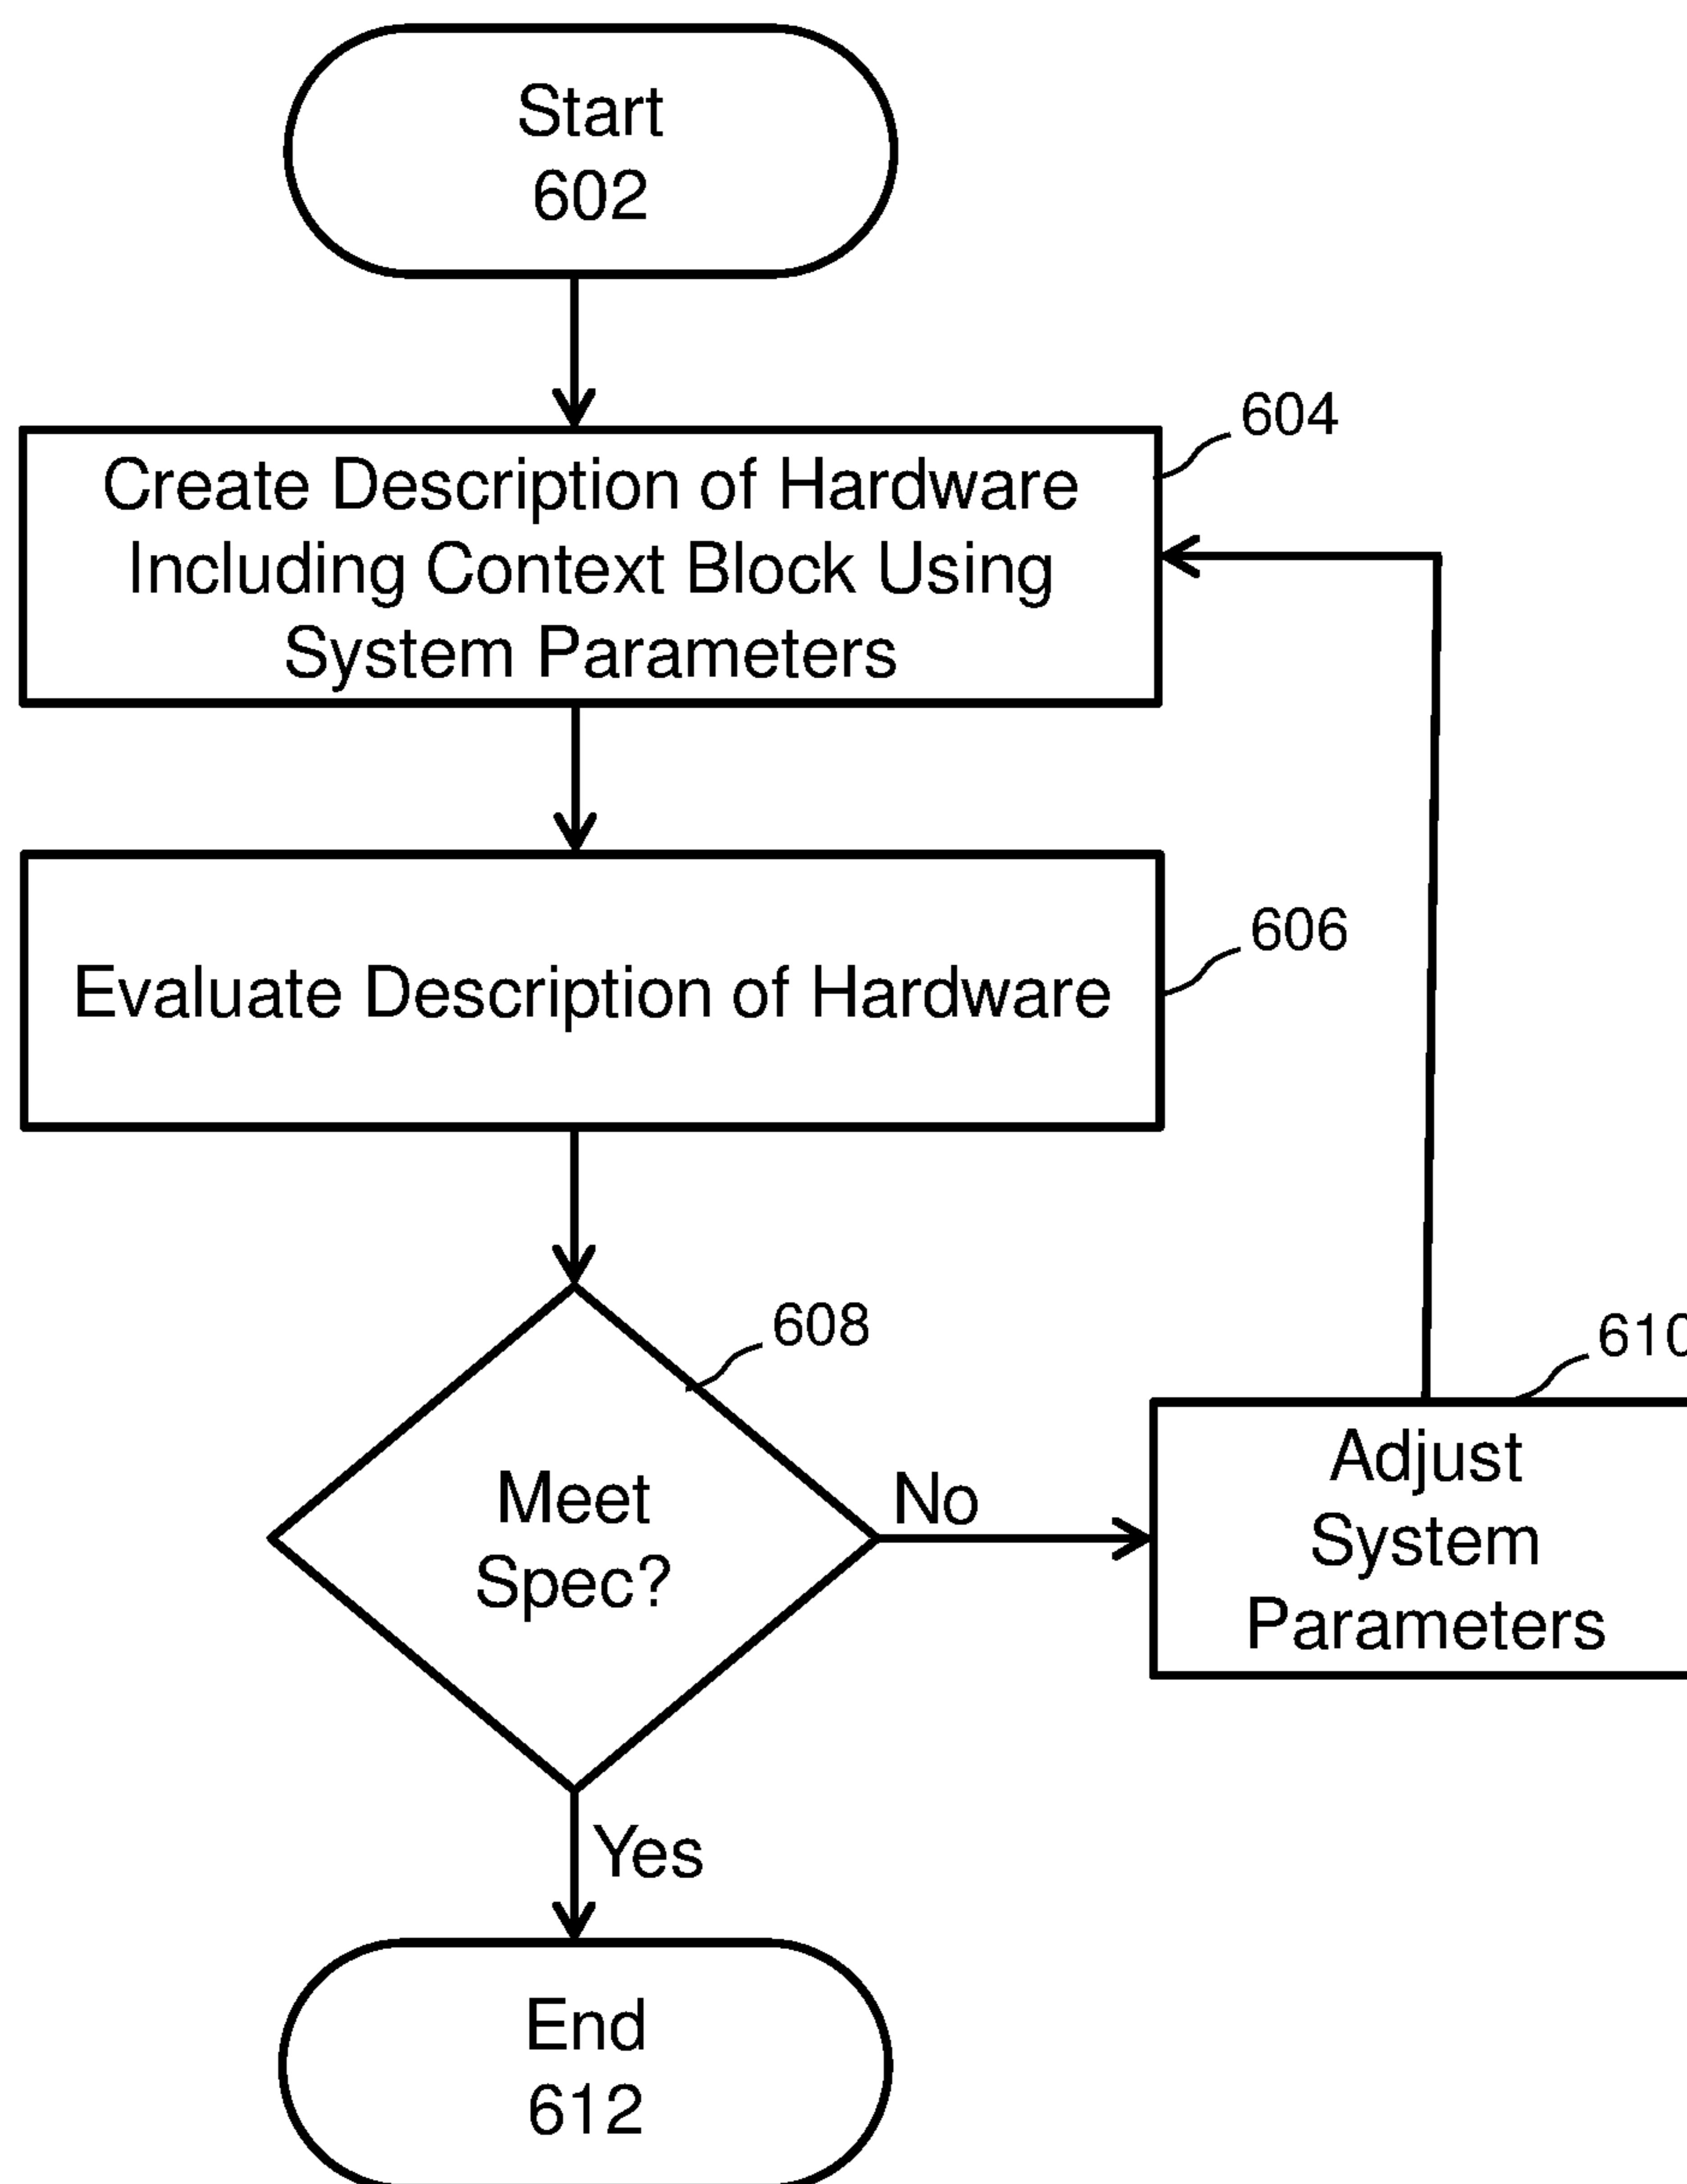 Start
602
604
Create Description of Hardware
Including Context Block Using
System Parameters
606
Evaluate Description of Hardware
608
610
Meet
Spec?
No
Adjust
System
Parameters
Yes
End
612